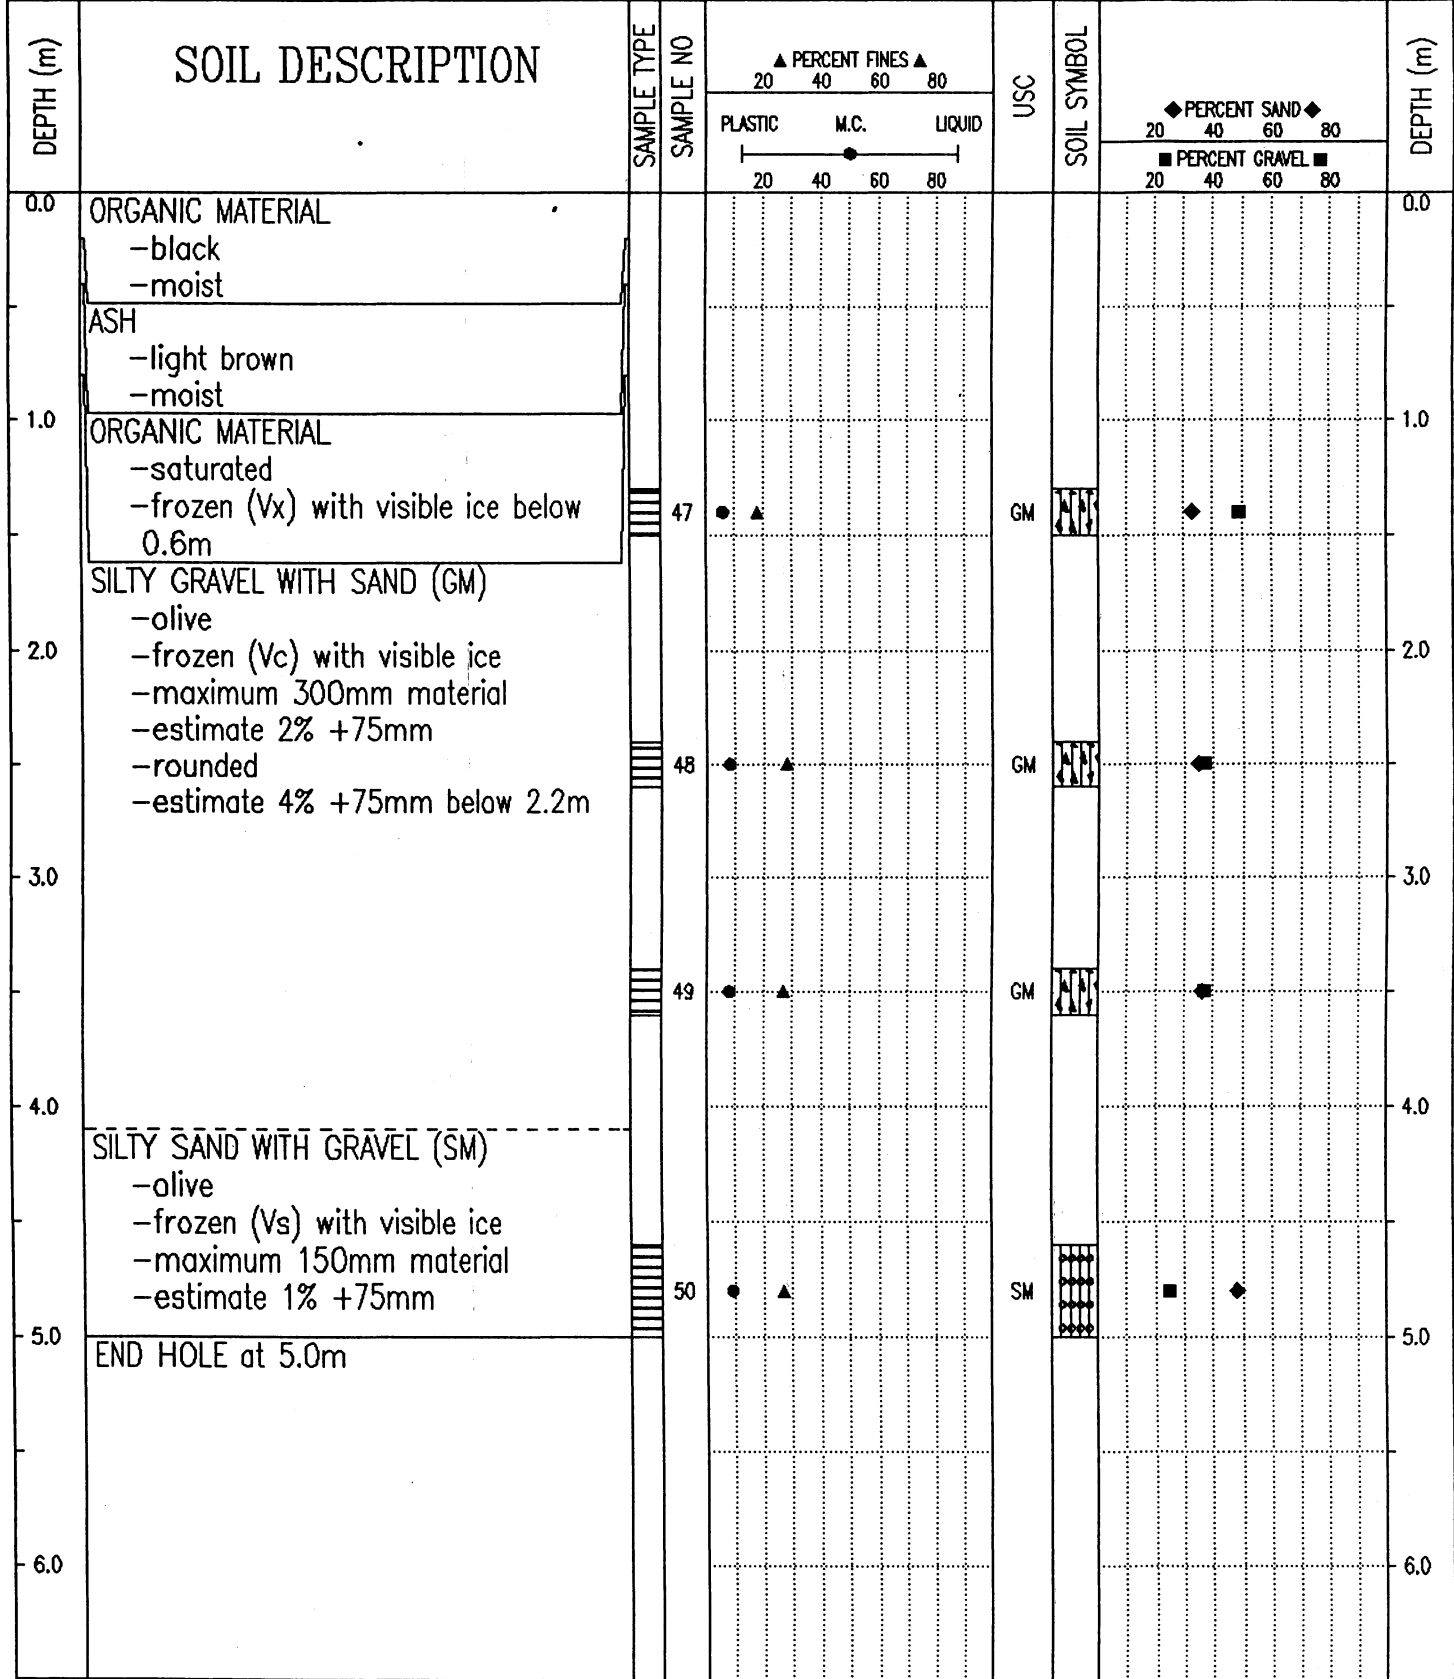 DEPTH (m)
SOIL DESCRIPTION
SAMPLE TYPE
SAMPLE NO
▲ PERCENT FINES ▲
20 40 60 80
PLASTIC M.C. LIQUID
20 40 60 80
USC
SOIL SYMBOL
◆ PERCENT SAND ◆
20 40 60 80
■ PERCENT GRAVEL ■
20 40 60 80
DEPTH (m)
0.0
ORGANIC MATERIAL
-black
-moist
ASH
-light brown
-moist
1.0
ORGANIC MATERIAL
-saturated
-frozen (Vx) with visible ice below
0.6m
47
GM
SILTY GRAVEL WITH SAND (GM)
-olive
2.0
-frozen (Vc) with visible ice
-maximum 300mm material
-estimate 2% +75mm
-rounded
-estimate 4% +75mm below 2.2m
48
GM
3.0
49
GM
4.0
SILTY SAND WITH GRAVEL (SM)
-olive
-frozen (Vs) with visible ice
-maximum 150mm material
-estimate 1% +75mm
50
SM
5.0
END HOLE at 5.0m
6.0
0.0
1.0
2.0
3.0
4.0
5.0
6.0